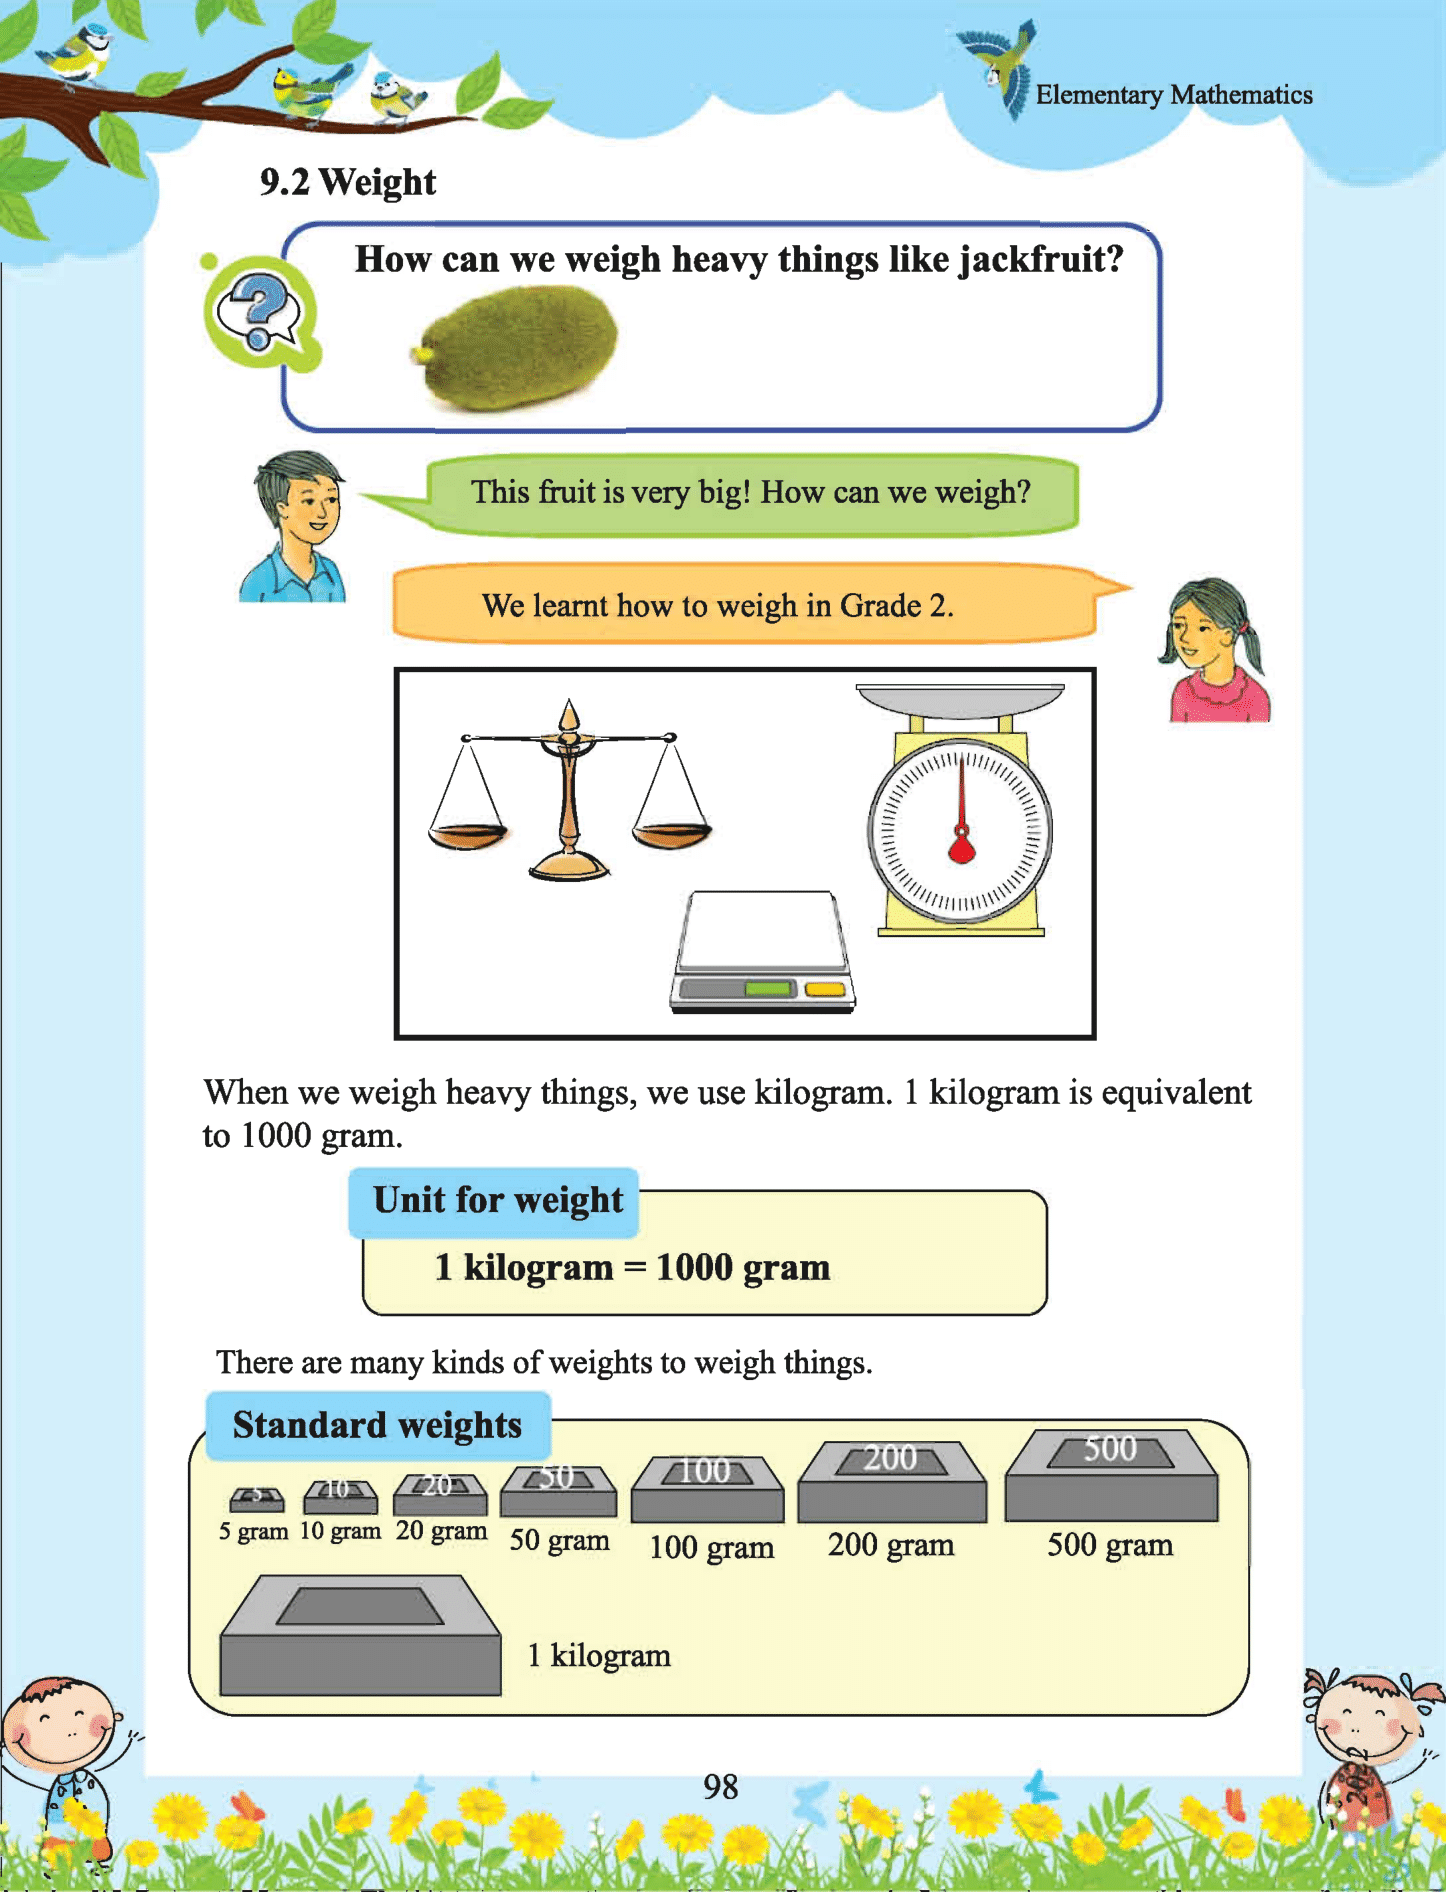 Elementary Mathematics
9.2 Weight
How can we weigh heavy things like jackfruit?
?
This fruit is very big! How can we weigh?
We learnt how to weigh in Grade 2.
When we weigh heavy things, we use kilogram. 1 kilogram is equivalent
to 1000 gram.
Unit for weight
1 kilogram = 1000 gram
There are many kinds of weights to weigh things.
Standard weights
5 10 20 50 100 200 500
5 gram 10 gram 20 gram 50 gram 100 gram 200 gram 500 gram
1 kilogram
98
2022